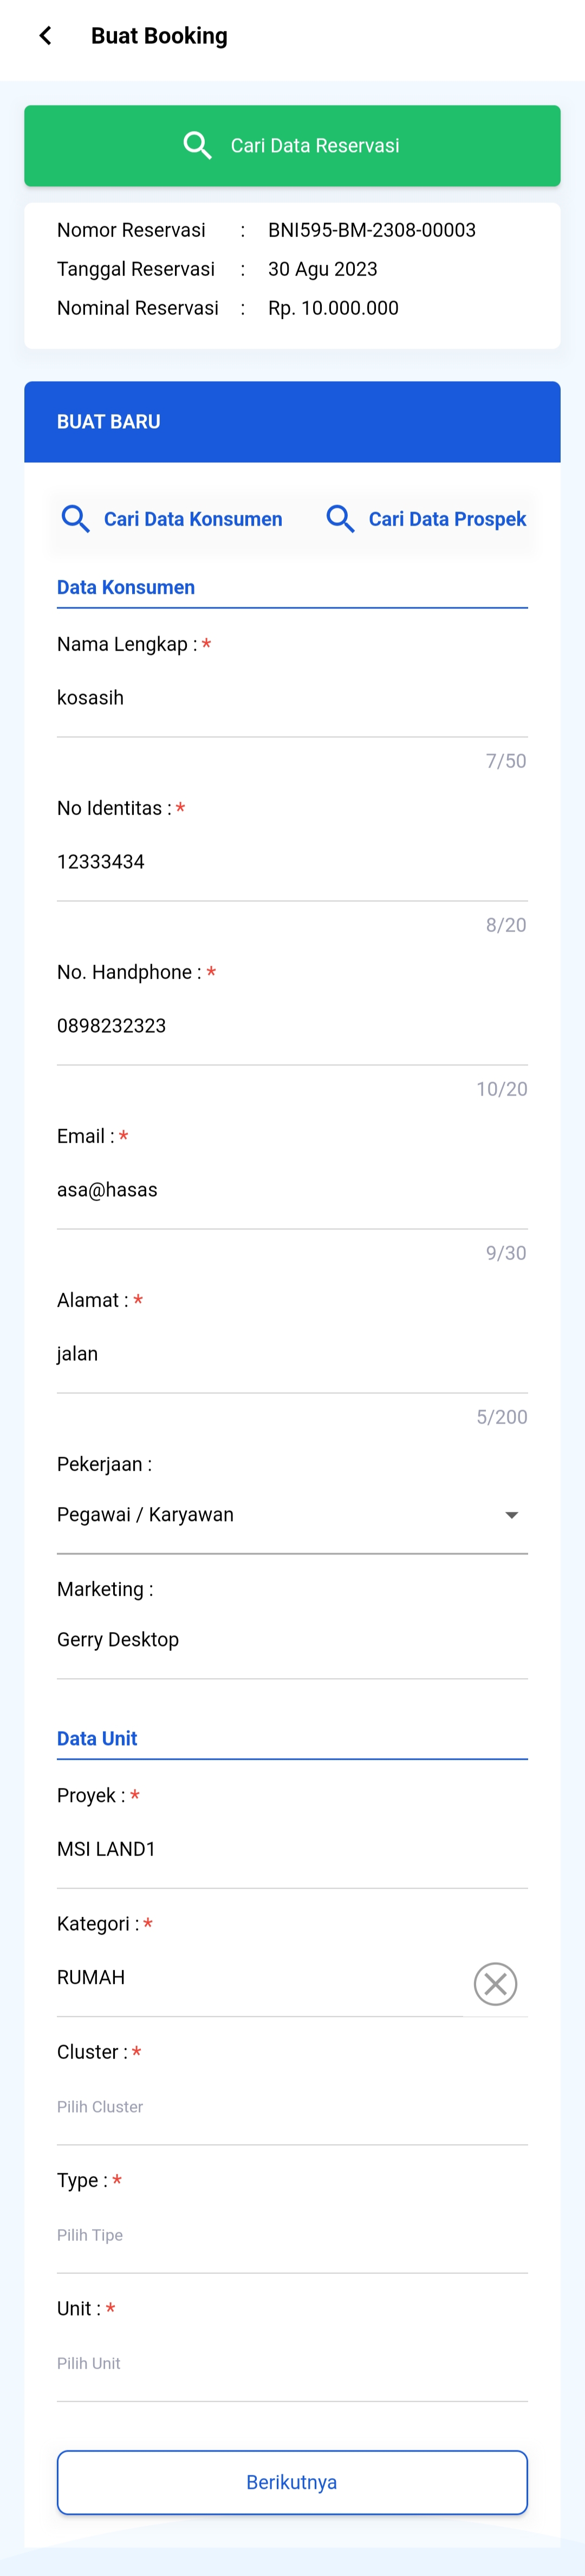 Buat Booking
Cari Data Reservasi
Nomor Reservasi : BNI595-BM-2308-00003
Tanggal Reservasi : 30 Agu 2023
Nominal Reservasi : Rp. 10.000.000
BUAT BARU
Cari Data Konsumen Cari Data Prospek
Data Konsumen
Nama Lengkap : *
kosasih
7/50
No Identitas : *
12333434
8/20
No. Handphone : *
0898232323
10/20
Email : *
asa@hasas
9/30
Alamat : *
jalan
5/200
Pekerjaan :
Pegawai / Karyawan
Marketing :
Gerry Desktop
Data Unit
Proyek : *
MSI LAND1
Kategori : *
RUMAH
Cluster : *
Pilih Cluster
Type : *
Pilih Tipe
Unit : *
Pilih Unit
Berikutnya